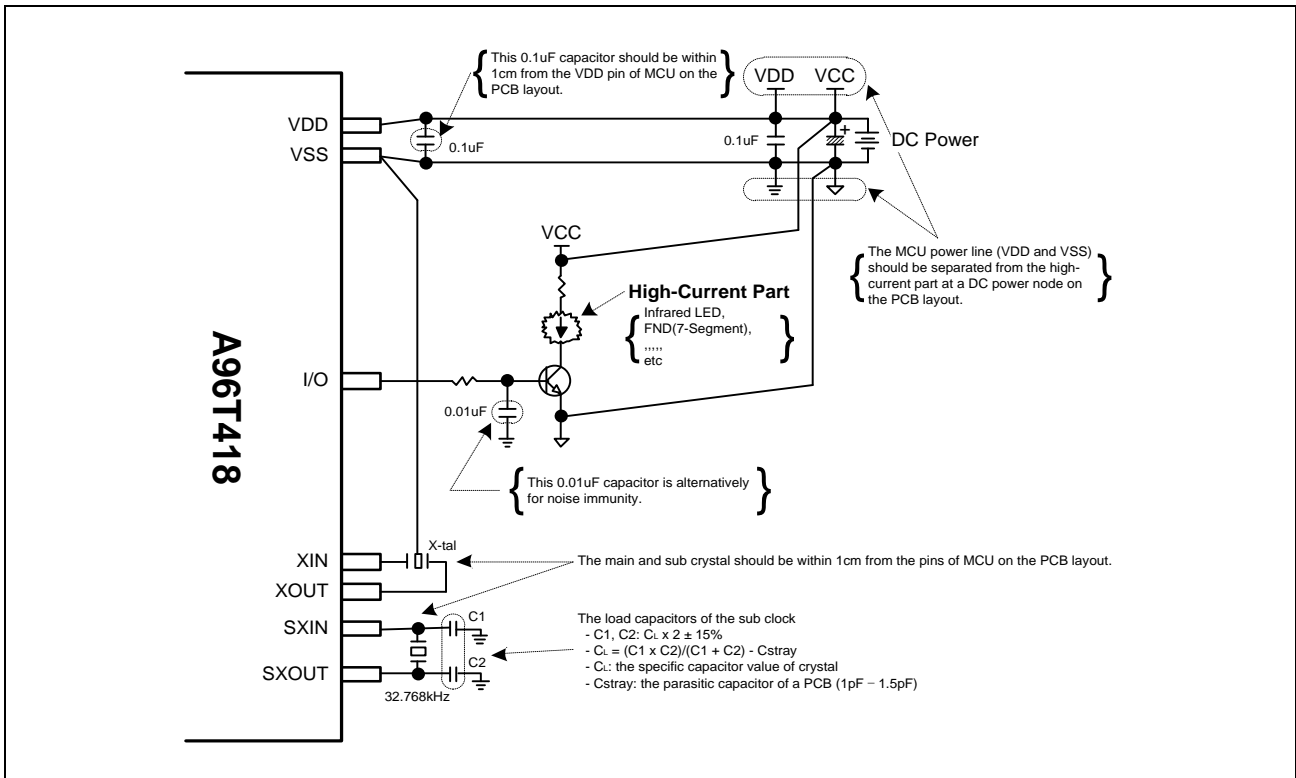 This 0.1uF capacitor should be within
1cm from the VDD pin of MCU on the
PCB layout.
VDD VCC
VDD
VSS
0.1uF
0.1uF
+
DC Power
The MCU power line (VDD and VSS)
should be separated from the high-
current part at a DC power node on
the PCB layout.
VCC
High-Current Part
Infrared LED,
FND(7-Segment),
,,,,,
etc
A96T418
I/O
0.01uF
This 0.01uF capacitor is alternatively
for noise immunity.
X-tal
XIN
XOUT
The main and sub crystal should be within 1cm from the pins of MCU on the PCB layout.
SXIN
SXOUT
C1
C2
32.768kHz
The load capacitors of the sub clock
- C1, C2: CL x 2 ± 15%
- CL = (C1 x C2)/(C1 + C2) - Cstray
- CL: the specific capacitor value of crystal
- Cstray: the parasitic capacitor of a PCB (1pF – 1.5pF)